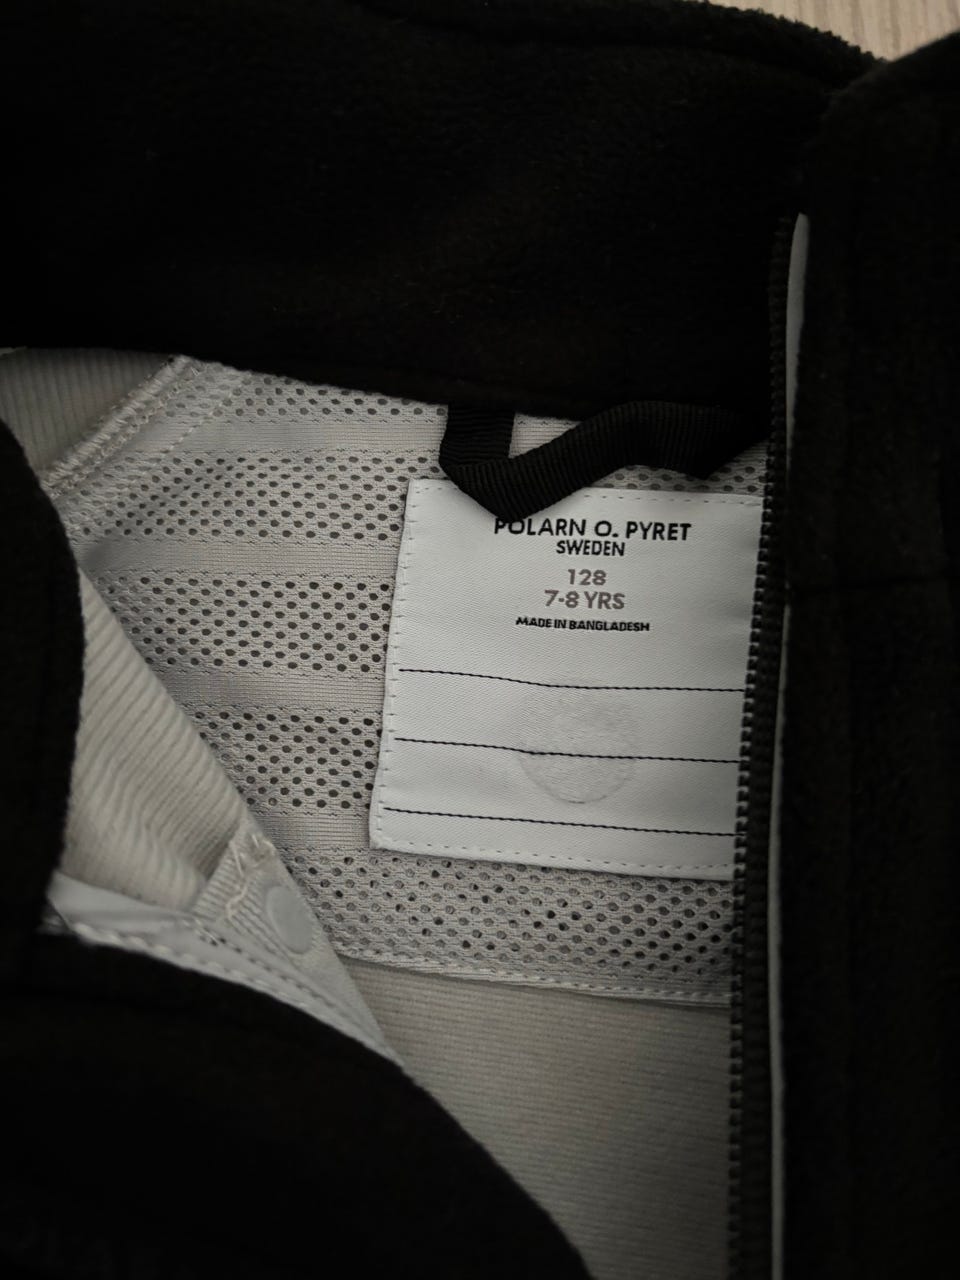 POLARN O. PYRET
SWEDEN
128
7-8 YRS
MADE IN BANGLADESH